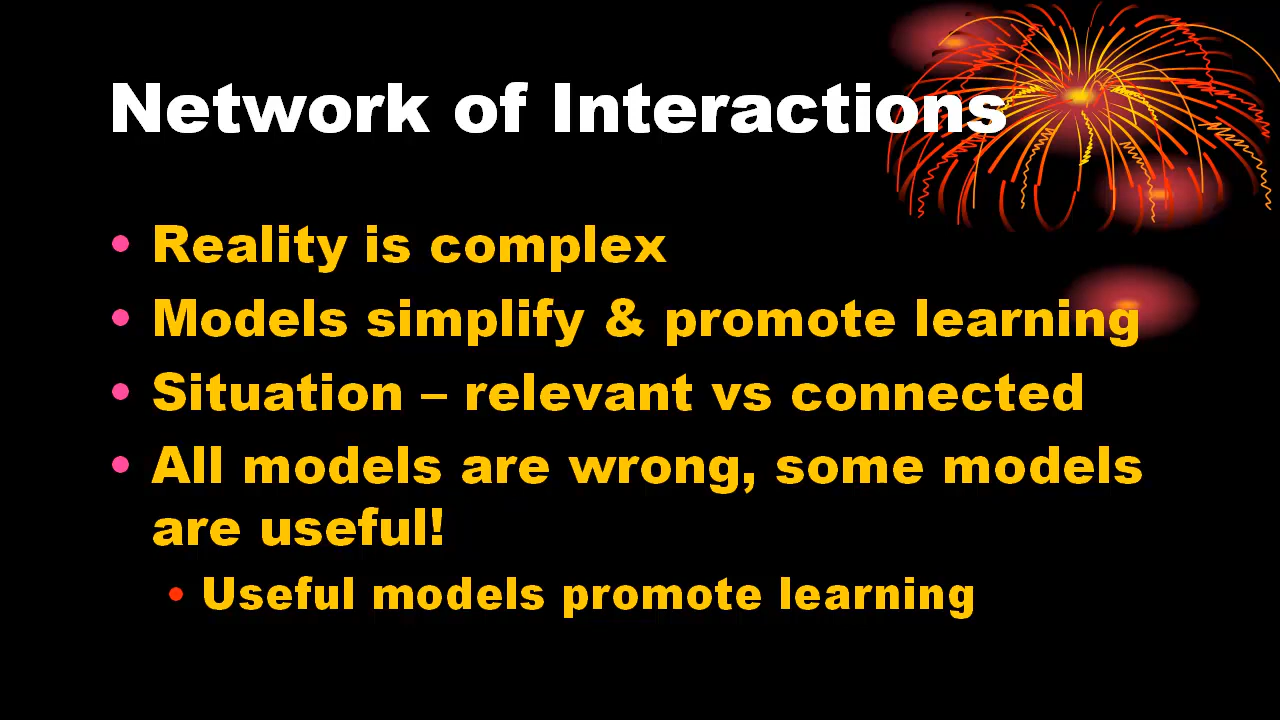 Network of Interactions
• Reality is complex
• Models simplify & promote learning
• Situation – relevant vs connected
• All models are wrong, some models
are useful!
• Useful models promote learning